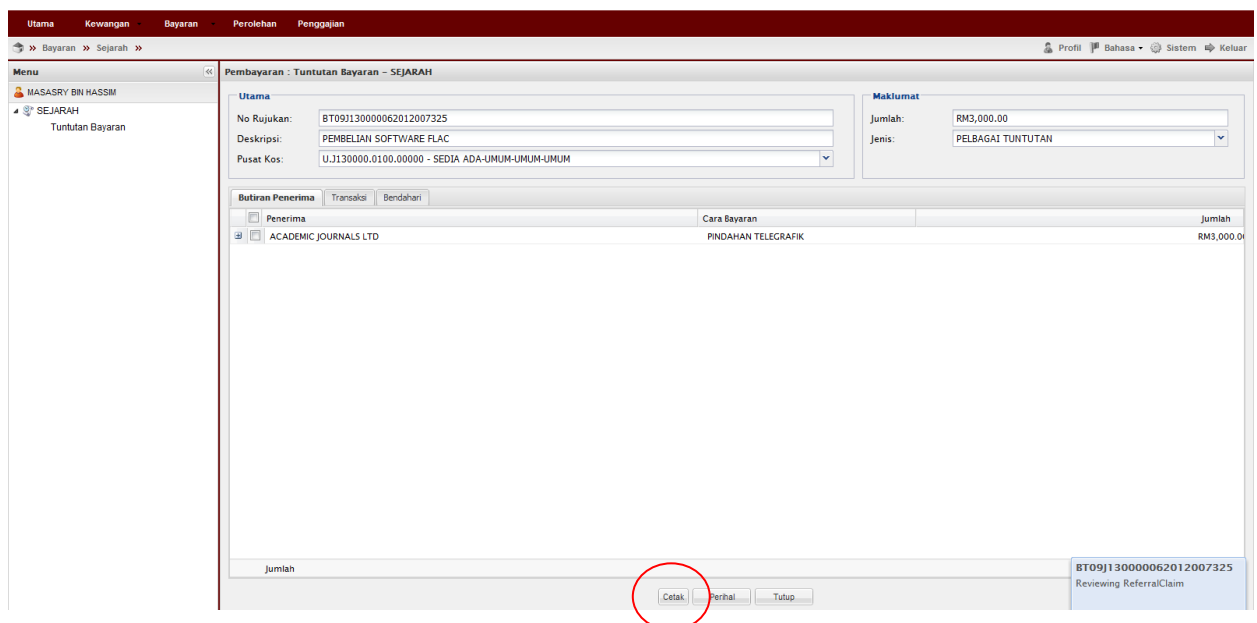 Utama Kewangan Bayaran Perolehan Penggajian
» Bayaran » Sejarah » Profil Bahasa Sistem Keluar
Menu
MASASRY BIN HASSIM
SEJARAH
Tuntutan Bayaran
Pembayaran : Tuntutan Bayaran – SEJARAH
Utama
No Rujukan: BT09J130000062012007325
Deskripsi: PEMBELIAN SOFTWARE FLAC
Pusat Kos: U.J130000.0100.00000 - SEDIA ADA-UMUM-UMUM-UMUM
Maklumat
Jumlah: RM3,000.00
Jenis: PELBAGAI TUNTUTAN
Butiran Penerima Transaksi Bendahari
Penerima Cara Bayaran Jumlah
ACADEMIC JOURNALS LTD PINDAHAN TELEGRAFIK RM3,000.00
Jumlah
BT09J130000062012007325
Reviewing ReferralClaim
Cetak Perihal Tutup